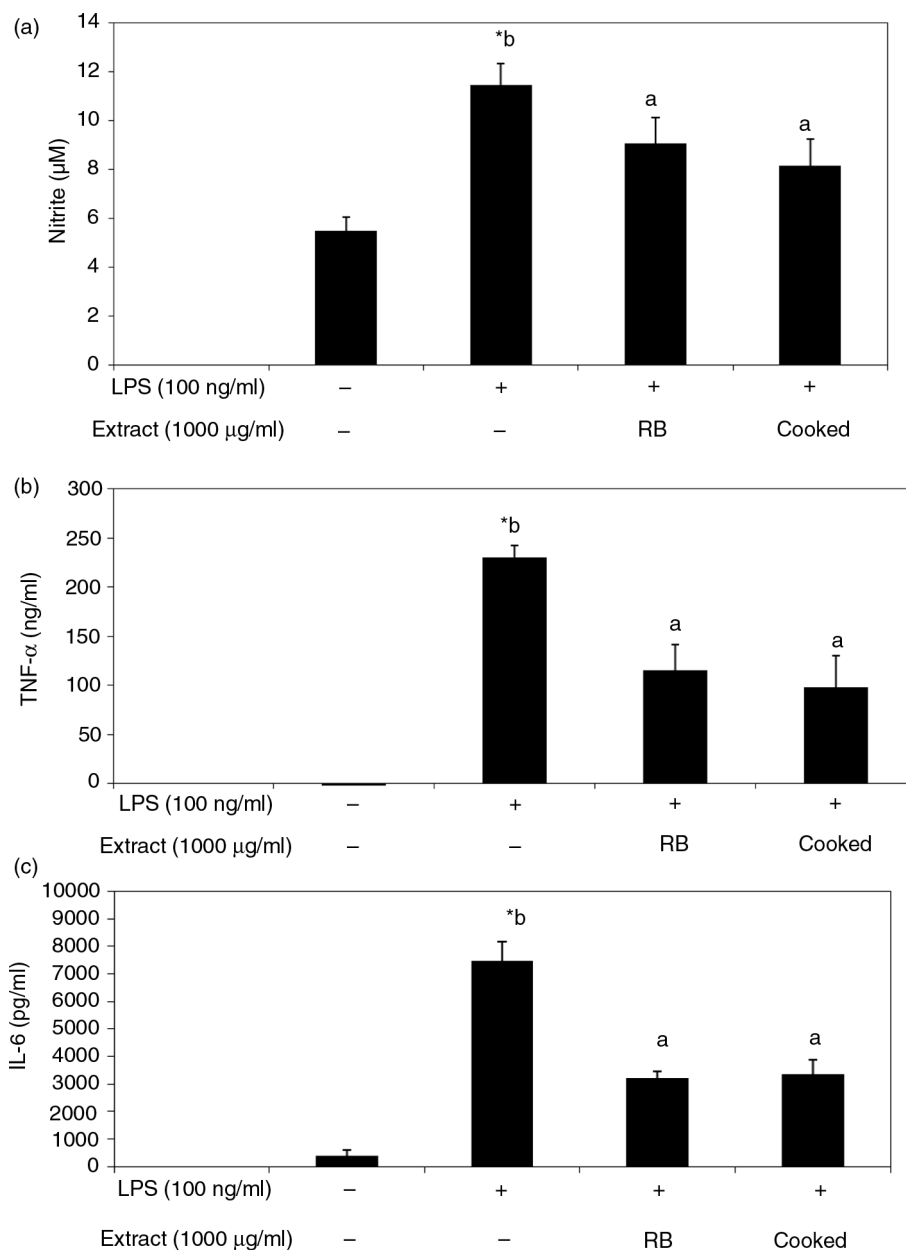 (a)
14
12
10
8
6
4
2
0
Nitrite (μM)
*b
a
a
LPS (100 ng/ml) – + + +
Extract (1000 μg/ml) – – RB Cooked
(b)
300
250
200
150
100
50
0
TNF-α (ng/ml)
*b
a
a
LPS (100 ng/ml) – + + +
Extract (1000 μg/ml) – – RB Cooked
(c)
10000
9000
8000
7000
6000
5000
4000
3000
2000
1000
0
IL-6 (pg/ml)
*b
a
a
LPS (100 ng/ml) – + + +
Extract (1000 μg/ml) – – RB Cooked